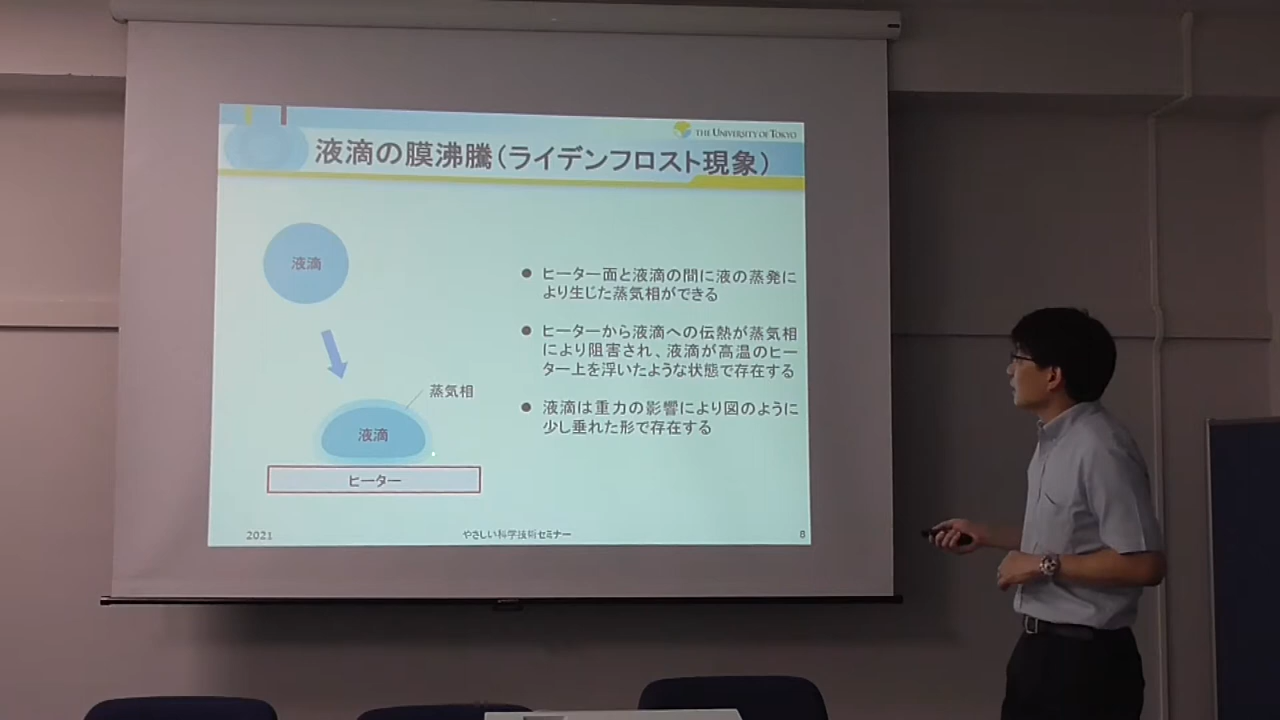 THE UNIVERSITY OF TOKYO
液滴の膜沸騰（ライデンフロスト現象）
液滴
蒸気相
液滴
ヒーター
● ヒーター面と液滴の間に液の蒸発に
より生じた蒸気相ができる
● ヒーターから液滴への伝熱が蒸気相
により阻害され、液滴が高温のヒー
ター上を浮いたような状態で存在する
● 液滴は重力の影響により図のように
少し垂れた形で存在する
2021
やさしい科学技術セミナー
8